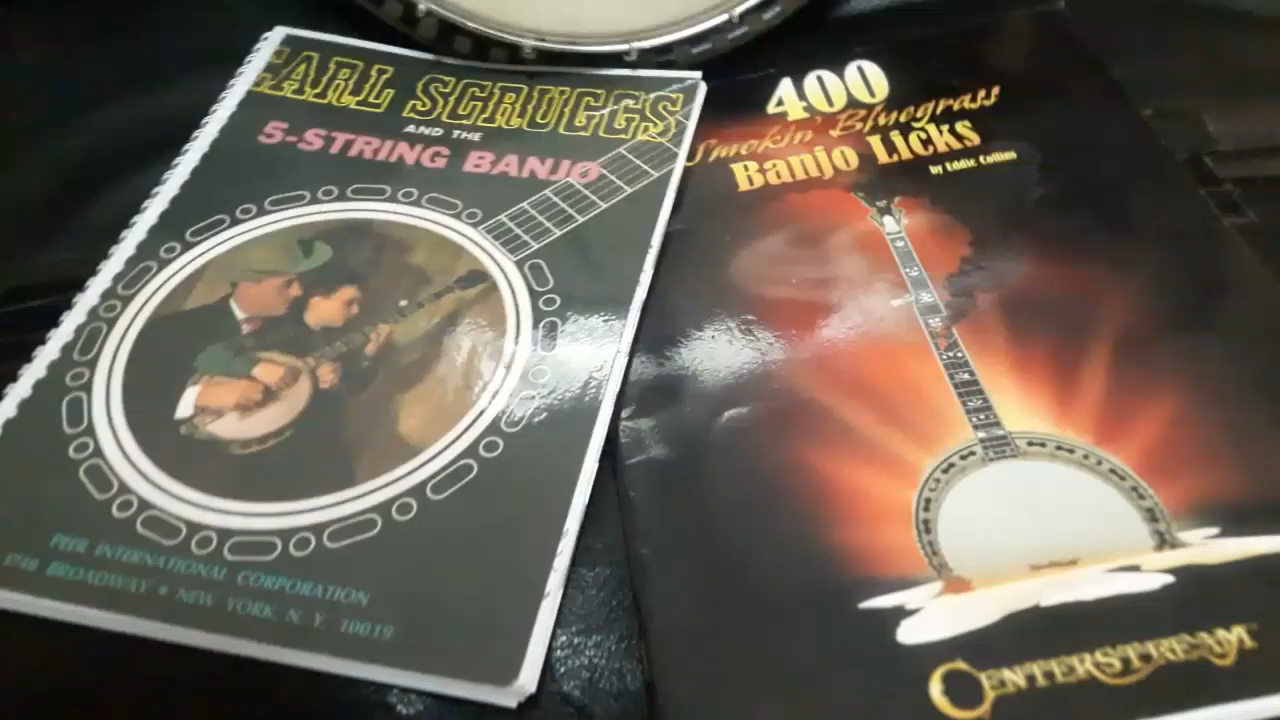 EARL SCRUGGS
AND THE
5-STRING BANJO
PEER INTERNATIONAL CORPORATION
1740 BROADWAY • NEW YORK, N. Y. 10019
400
Smokin' Bluegrass
Banjo Licks
by Eddie Collins
CENTERSTREAM